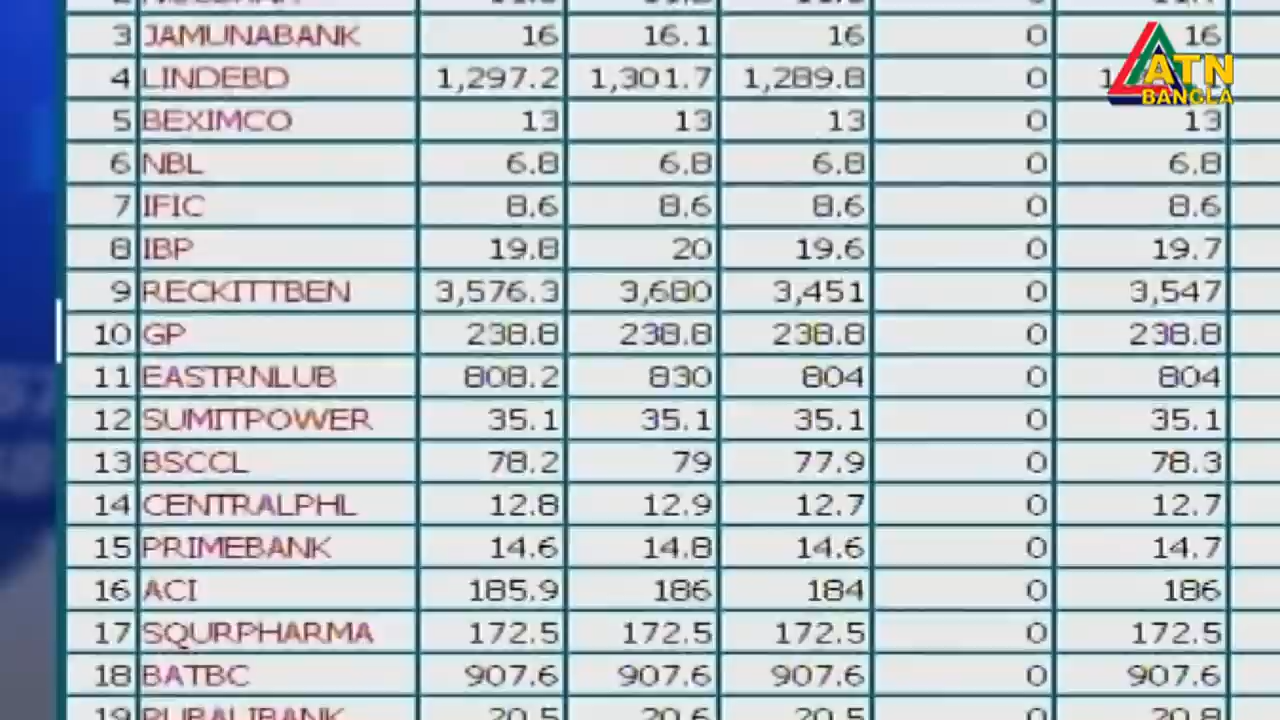 3 JAMUNABANK 16 16.1 16 0 16
4 LINDEBD 1,297.2 1,301.7 1,289.8 0
5 BEXIMCO 13 13 13 0 13
6 NBL 6.8 6.8 6.8 0 6.8
7 IFIC 8.6 8.6 8.6 0 8.6
8 IBP 19.8 20 19.6 0 19.7
9 RECKITTBEN 3,576.3 3,680 3,451 0 3,547
10 GP 238.8 238.8 238.8 0 238.8
11 EASTRNLUB 808.2 830 804 0 804
12 SUMITPOWER 35.1 35.1 35.1 0 35.1
13 BSCCL 78.2 79 77.9 0 78.3
14 CENTRALPHL 12.8 12.9 12.7 0 12.7
15 PRIMEBANK 14.6 14.8 14.6 0 14.7
16 ACI 185.9 186 184 0 186
17 SQURPHARMA 172.5 172.5 172.5 0 172.5
18 BATBC 907.6 907.6 907.6 0 907.6
19 PUBALIBANK 20.5 20.6 20.5 0 20.8
ATN
BANGLA